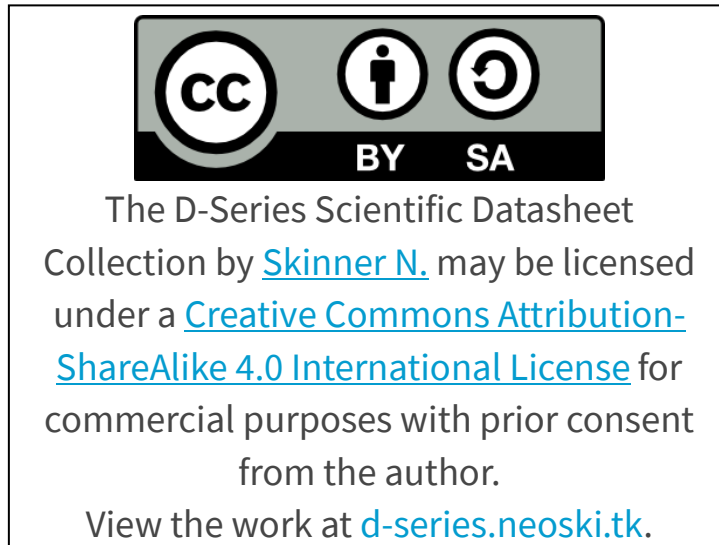 cc
BY SA
The D-Series Scientific Datasheet
Collection by Skinner N. may be licensed
under a Creative Commons Attribution-
ShareAlike 4.0 International License for
commercial purposes with prior consent
from the author.
View the work at d-series.neoski.tk.